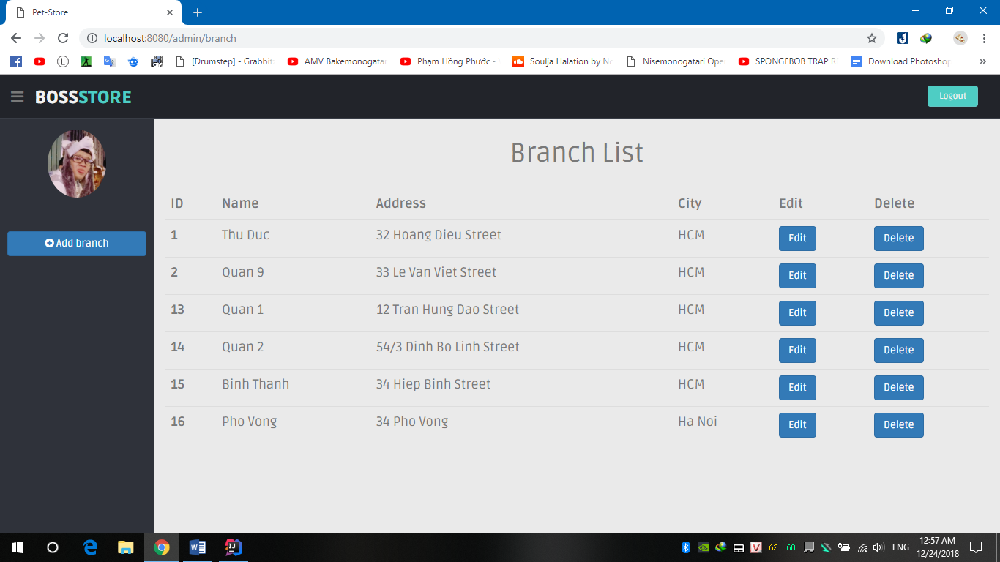 Pet-Store
localhost:8080/admin/branch
[Drumstep] - Grabbit AMV Bakemonogatar Phạm Hồng Phước - Soulja Halation by No Nisemonogatari Ope SPONGEBOB TRAP Download Photoshop »
BOSSSTORE Logout
Branch List
ID Name Address City Edit Delete
Add branch
1 Thu Duc 32 Hoang Dieu Street HCM Edit Delete
2 Quan 9 33 Le Van Viet Street HCM Edit Delete
13 Quan 1 12 Tran Hung Dao Street HCM Edit Delete
14 Quan 2 54/3 Dinh Bo Linh Street HCM Edit Delete
15 Binh Thanh 34 Hiep Binh Street HCM Edit Delete
16 Pho Vong 34 Pho Vong Ha Noi Edit Delete
62 60 ENG 12:57 AM
12/24/2018